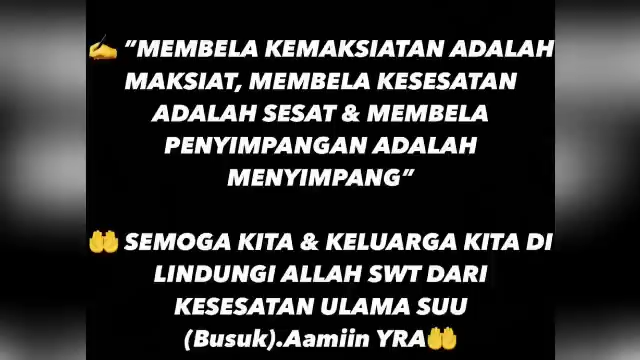 ✍️ "MEMBELA KEMAKSIATAN ADALAH
MAKSIAT, MEMBELA KESESATAN
ADALAH SESAT & MEMBELA
PENYIMPANGAN ADALAH
MENYIMPANG"
🤲 SEMOGA KITA & KELUARGA KITA DI
LINDUNGI ALLAH SWT DARI
KESESATAN ULAMA SUU
(Busuk).Aamiin YRA🤲